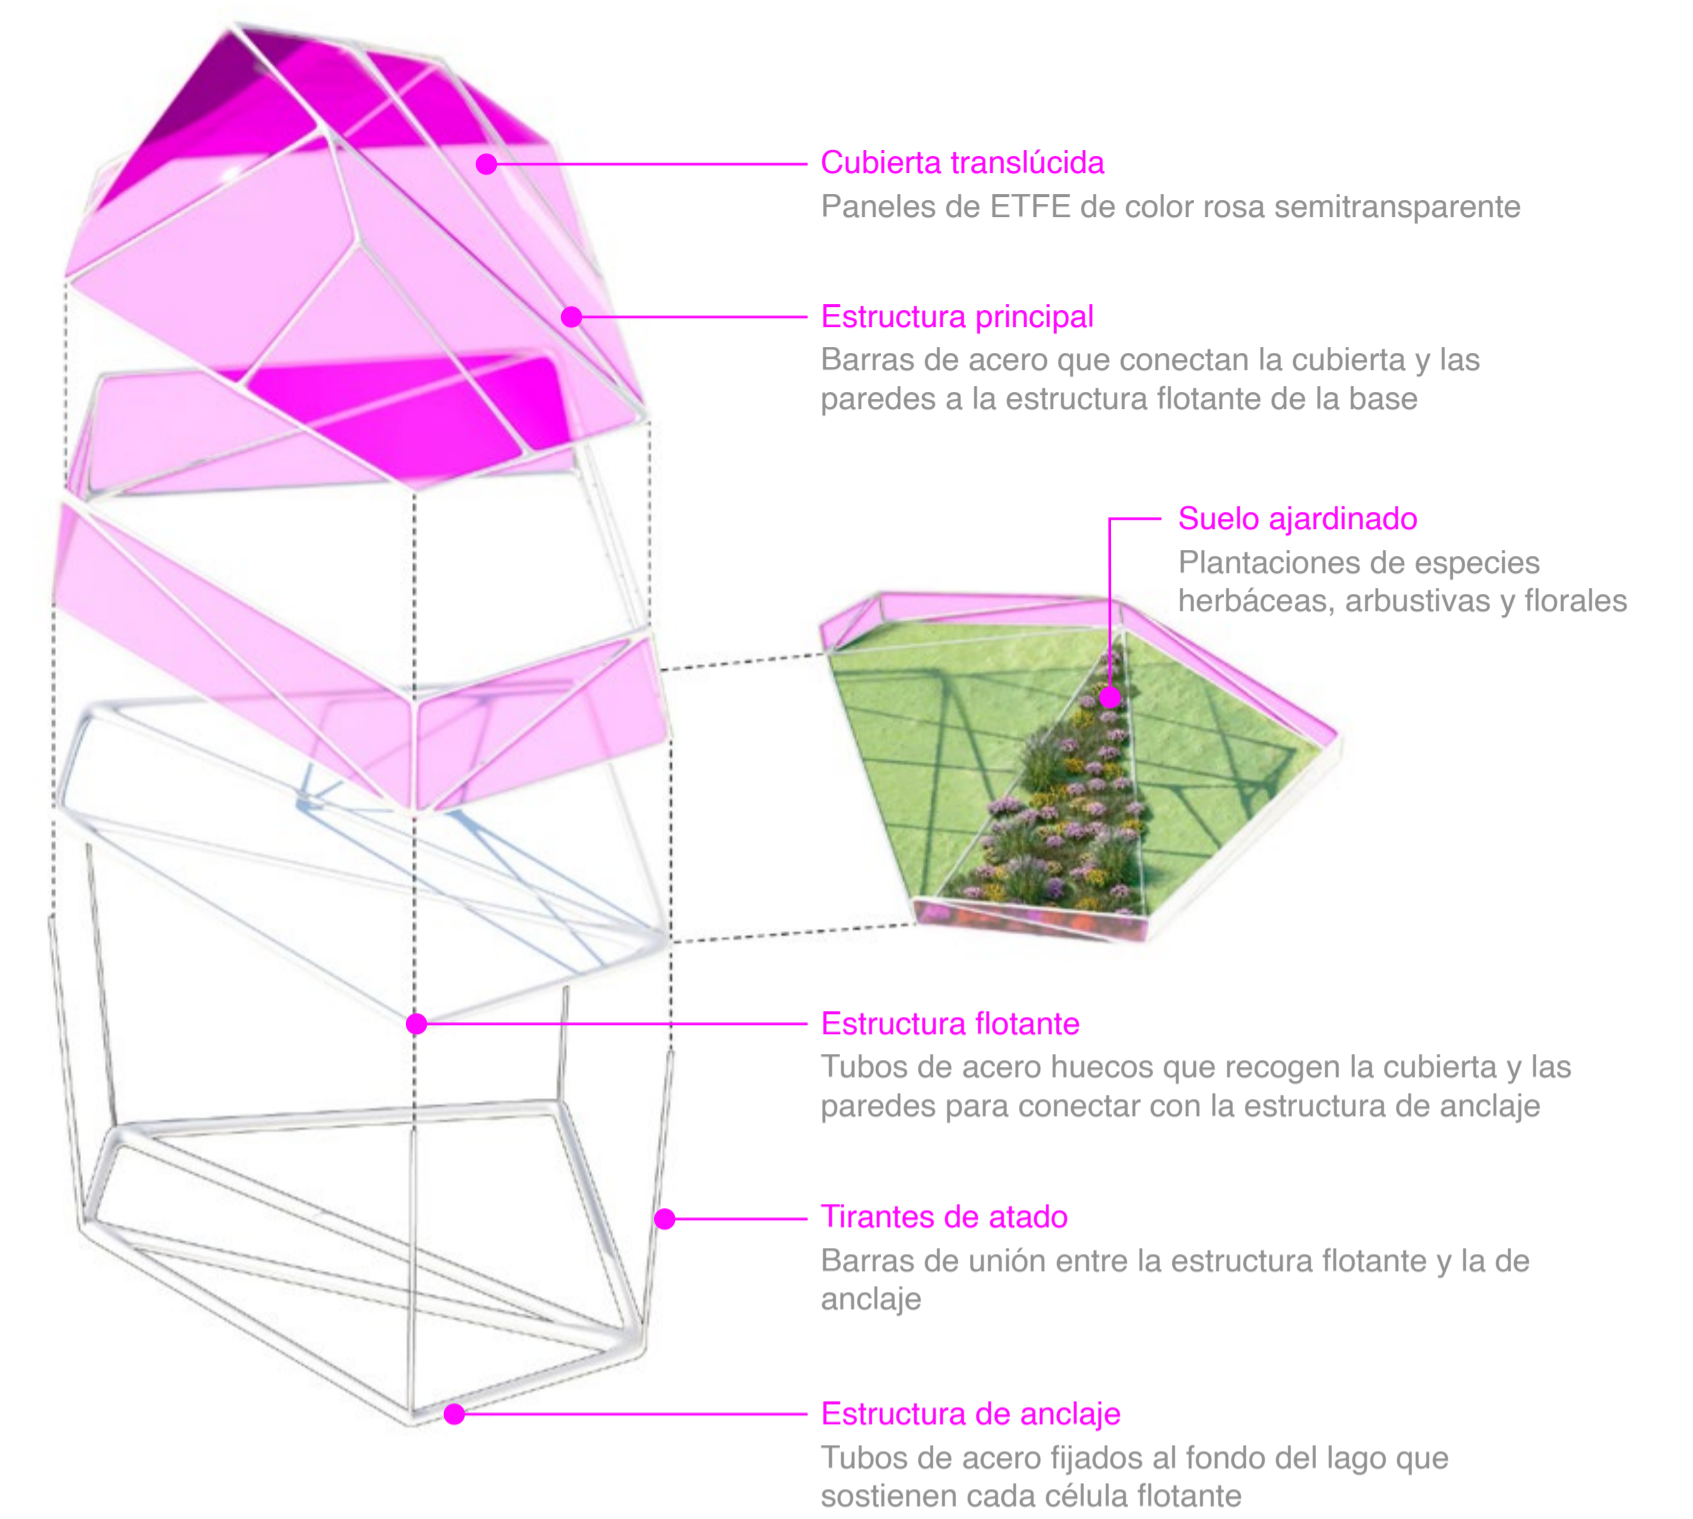 Cubierta translúcida
Paneles de ETFE de color rosa semitransparente
Estructura principal
Barras de acero que conectan la cubierta y las
paredes a la estructura flotante de la base
Suelo ajardinado
Plantaciones de especies
herbáceas, arbustivas y florales
Estructura flotante
Tubos de acero huecos que recogen la cubierta y las
paredes para conectar con la estructura de anclaje
Tirantes de atado
Barras de unión entre la estructura flotante y la de
anclaje
Estructura de anclaje
Tubos de acero fijados al fondo del lago que
sostienen cada célula flotante